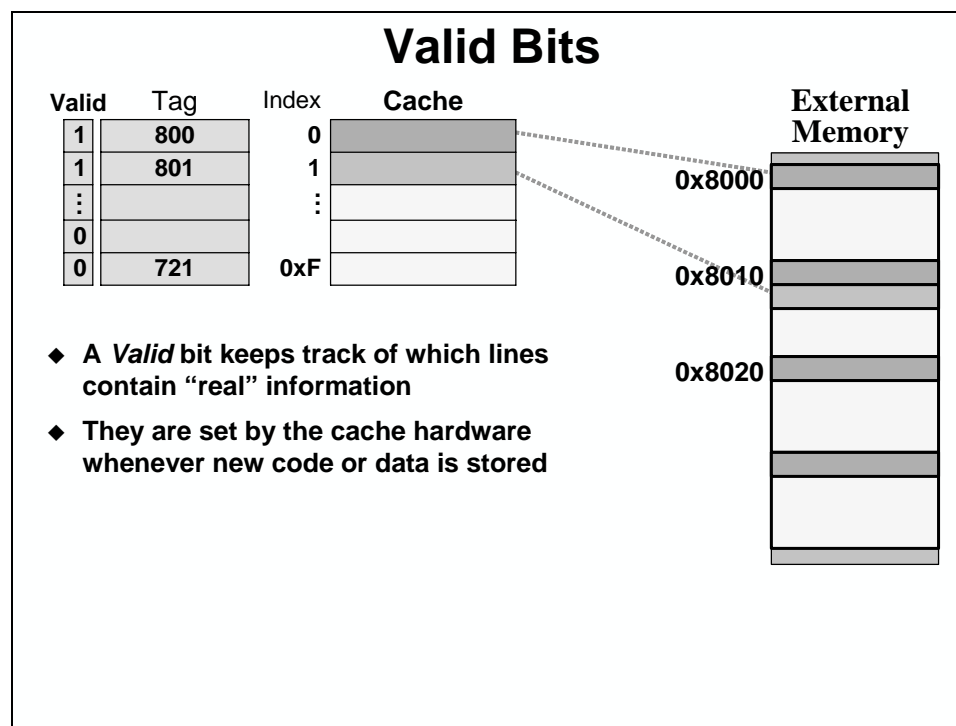 Valid Bits
Valid Tag Index Cache
External
Memory
1 800 0
1 801 1
⋮ ⋮
0
0 721 0xF
0x8000
0x8010
0x8020
◆ A Valid bit keeps track of which lines
contain “real” information
◆ They are set by the cache hardware
whenever new code or data is stored